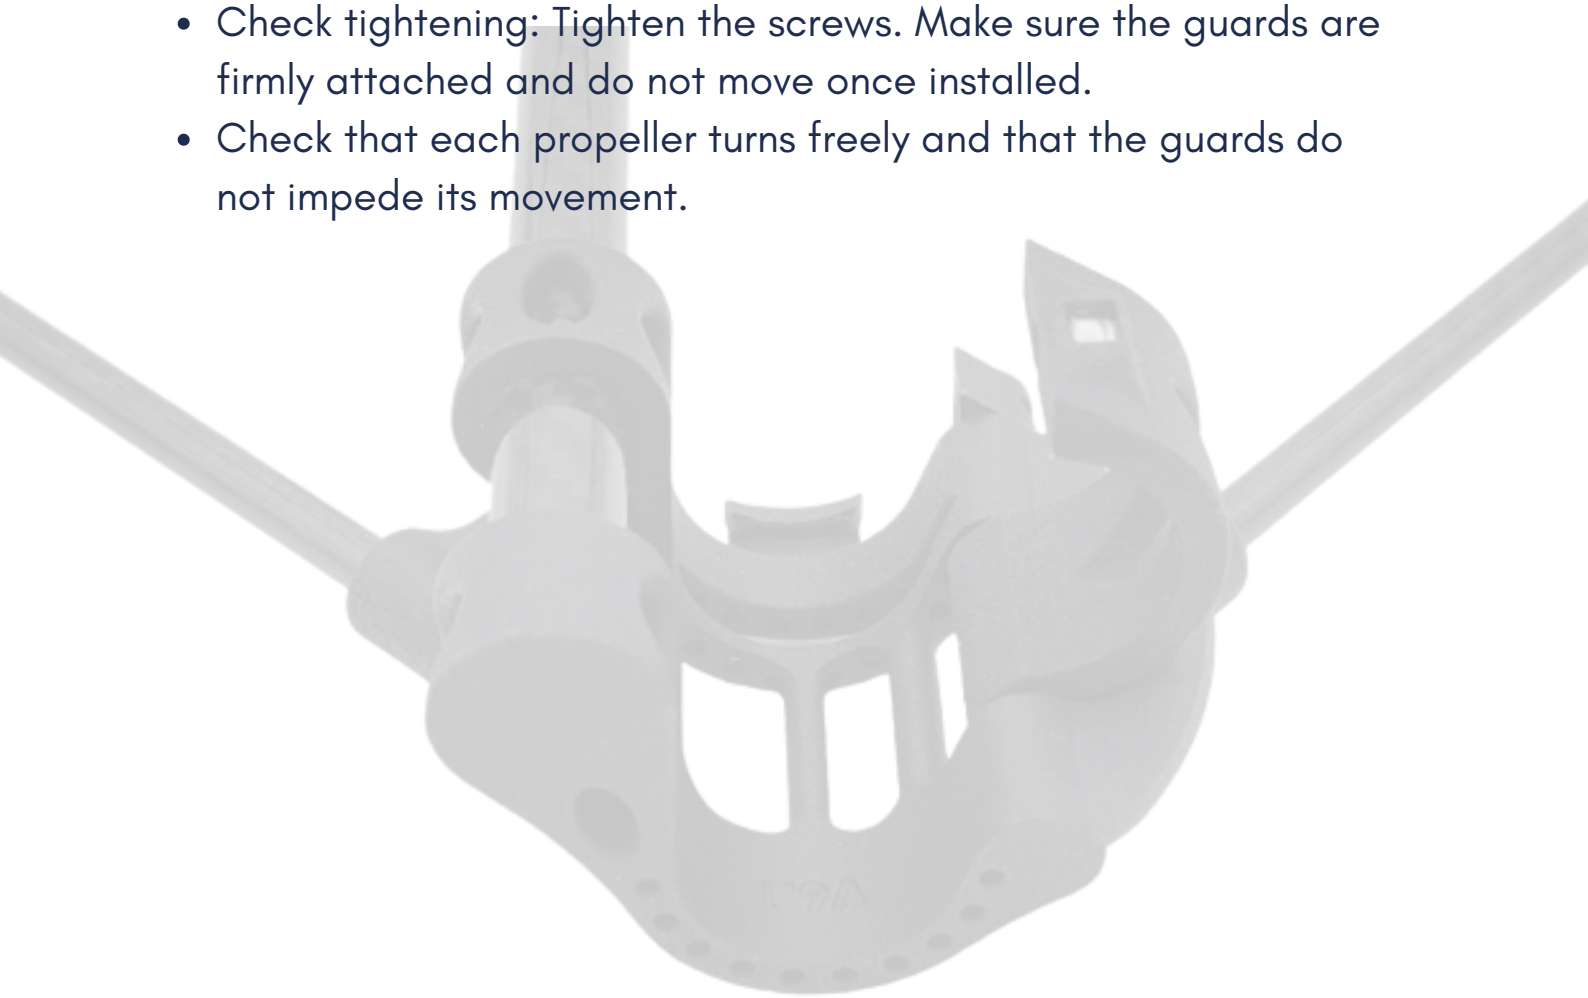 • Check tightening: Tighten the screws. Make sure the guards are
firmly attached and do not move once installed.
• Check that each propeller turns freely and that the guards do
not impede its movement.